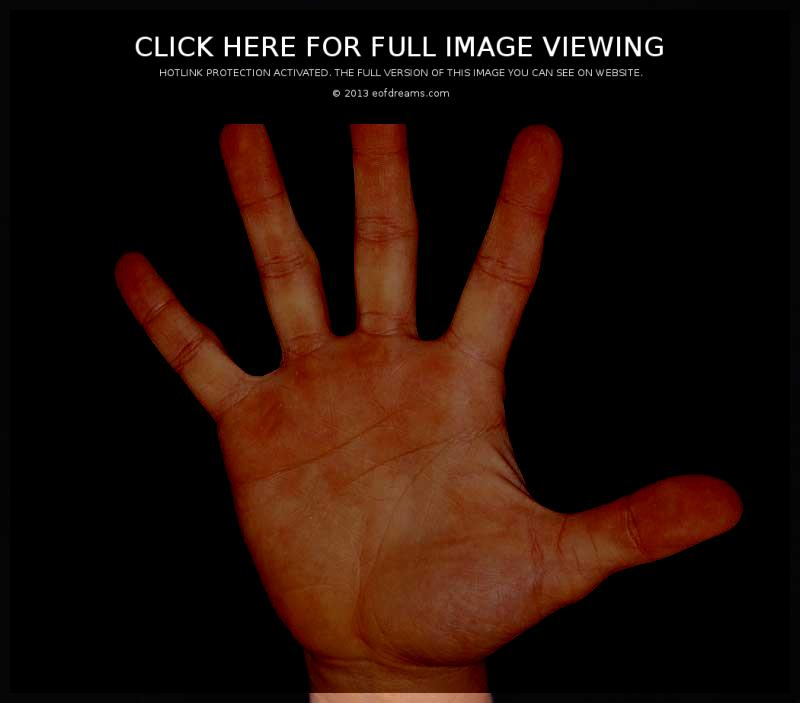 CLICK HERE FOR FULL IMAGE VIEWING
HOTLINK PROTECTION ACTIVATED. THE FULL VERSION OF THIS IMAGE YOU CAN SEE ON WEBSITE.
© 2013 eofdreams.com